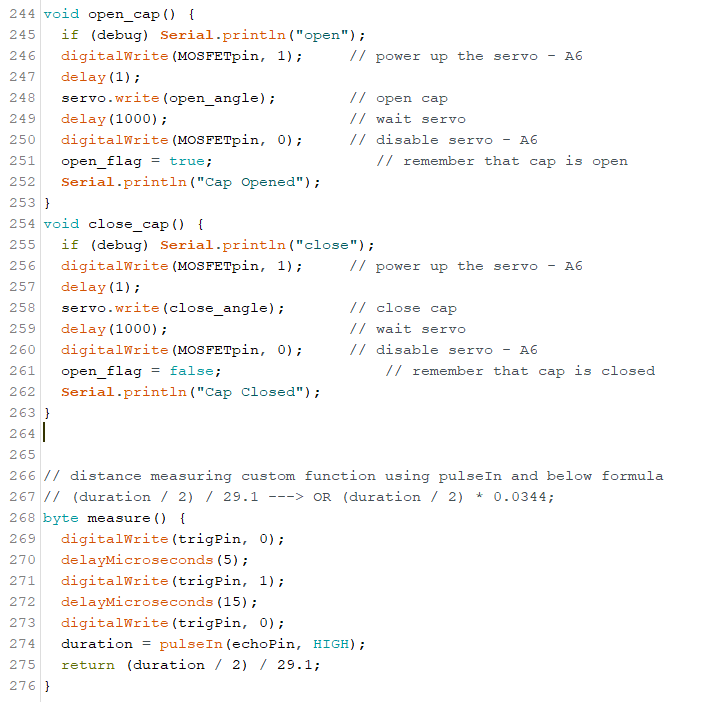 244 void open_cap() {
245   if (debug) Serial.println("open");
246   digitalWrite(MOSFETpin, 1);     // power up the servo - A6
247   delay(1);
248   servo.write(open_angle);        // open cap
249   delay(1000);                    // wait servo
250   digitalWrite(MOSFETpin, 0);     // disable servo - A6
251   open_flag = true;                  // remember that cap is open
252   Serial.println("Cap Opened");
253 }
254 void close_cap() {
255   if (debug) Serial.println("close");
256   digitalWrite(MOSFETpin, 1);     // power up the servo - A6
257   delay(1);
258   servo.write(close_angle);       // close cap
259   delay(1000);                    // wait servo
260   digitalWrite(MOSFETpin, 0);     // disable servo - A6
261   open_flag = false;                  // remember that cap is closed
262   Serial.println("Cap Closed");
263 }
264
265
266 // distance measuring custom function using pulseIn and below formula
267 // (duration / 2) / 29.1 ---> OR (duration / 2) * 0.0344;
268 byte measure() {
269   digitalWrite(trigPin, 0);
270   delayMicroseconds(5);
271   digitalWrite(trigPin, 1);
272   delayMicroseconds(15);
273   digitalWrite(trigPin, 0);
274   duration = pulseIn(echoPin, HIGH);
275   return (duration / 2) / 29.1;
276 }